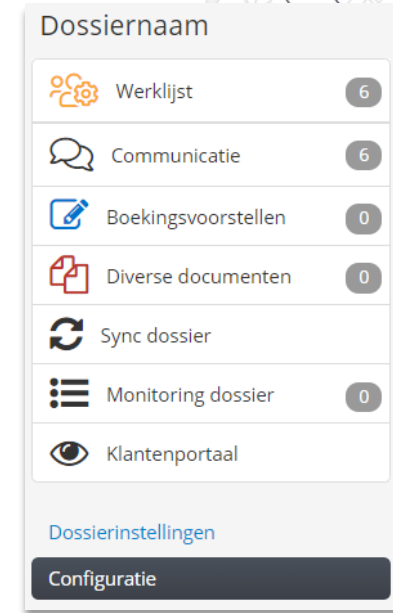 Dossiernaam
Werklijst 6
Communicatie 6
Boekingsvoorstellen 0
Diverse documenten 0
Sync dossier
Monitoring dossier 0
Klantenportaal
Dossierinstellingen
Configuratie